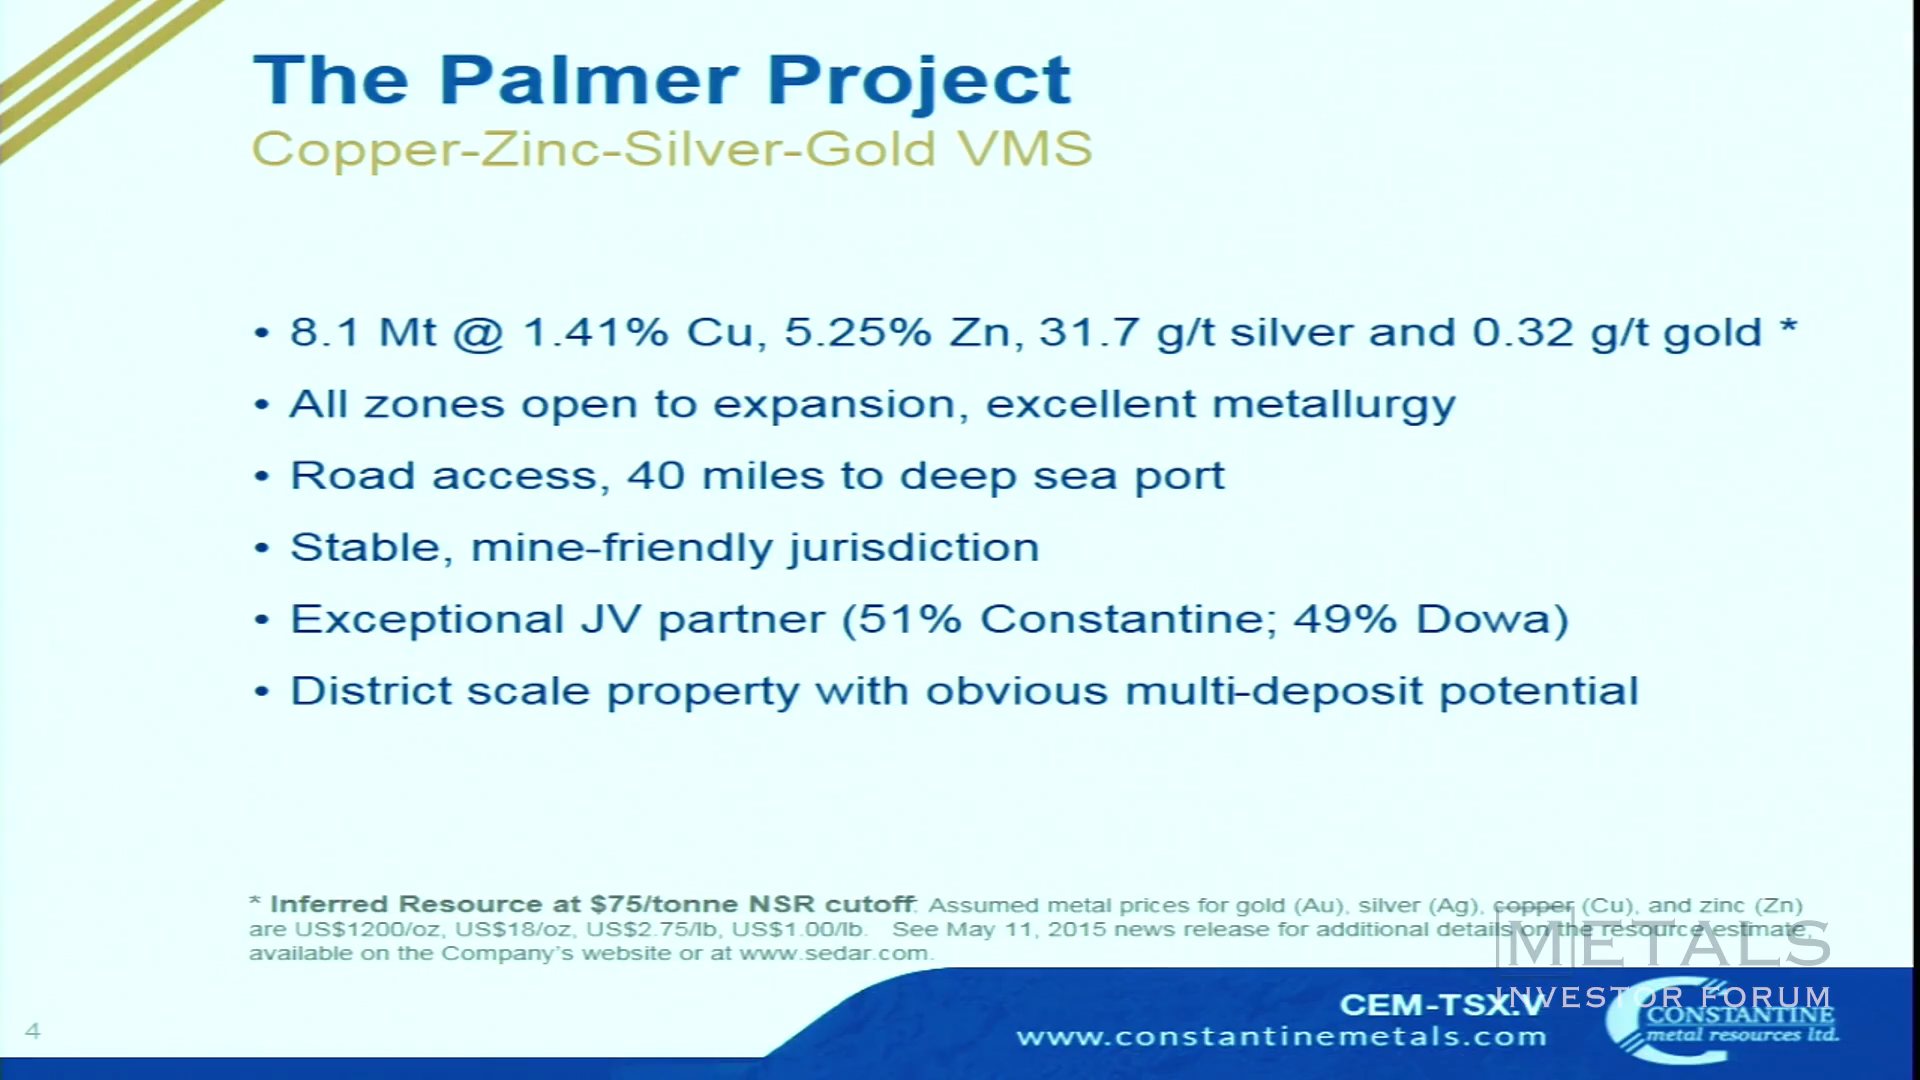 The Palmer Project
Copper-Zinc-Silver-Gold VMS
• 8.1 Mt @ 1.41% Cu, 5.25% Zn, 31.7 g/t silver and 0.32 g/t gold *
• All zones open to expansion, excellent metallurgy
• Road access, 40 miles to deep sea port
• Stable, mine-friendly jurisdiction
• Exceptional JV partner (51% Constantine; 49% Dowa)
• District scale property with obvious multi-deposit potential
* Inferred Resource at $75/tonne NSR cutoff. Assumed metal prices for gold (Au), silver (Ag), copper (Cu), and zinc (Zn)
are US$1200/oz, US$18/oz, US$2.75/lb, US$1.00/lb. See May 11, 2015 news release for additional details on the resource estimate,
available on the Company's website or at www.sedar.com.
METALS
INVESTOR FORUM
CEM-TSX.V
www.constantinemetals.com
CONSTANTINE
metal resources ltd.
4